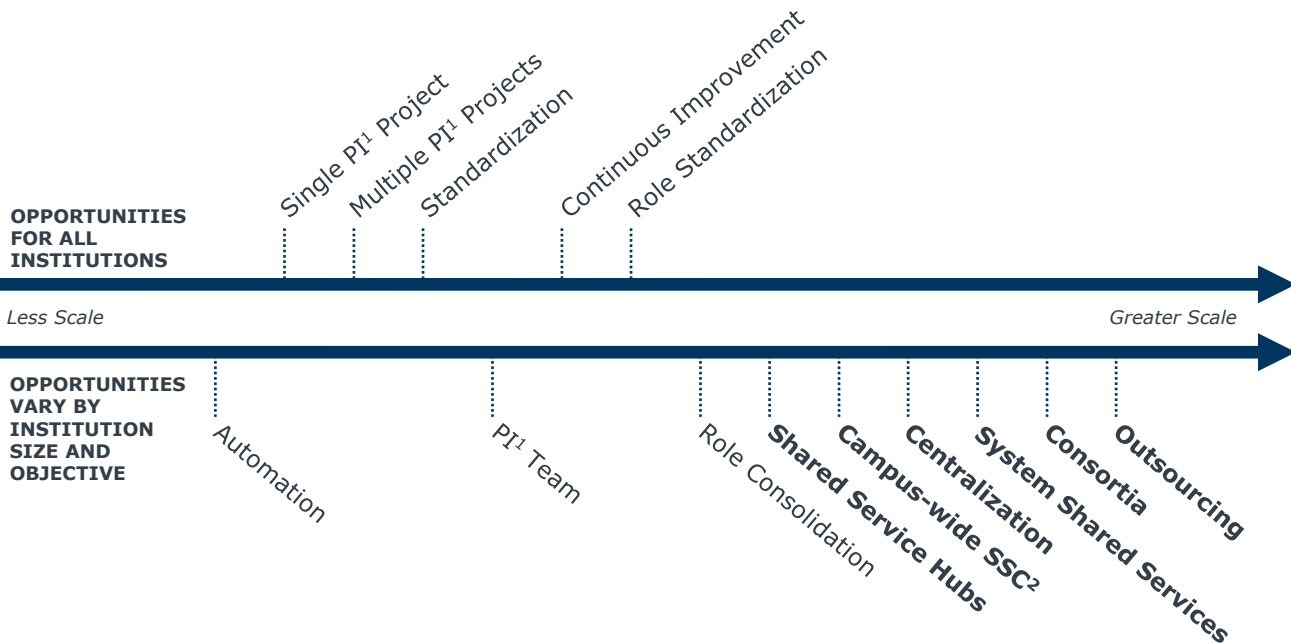 Single PI¹ Project
Multiple PI¹ Projects
Standardization
Continuous Improvement
Role Standardization
OPPORTUNITIES
FOR ALL
INSTITUTIONS
Less Scale
Greater Scale
OPPORTUNITIES
VARY BY
INSTITUTION
SIZE AND
OBJECTIVE
Automation
PI¹ Team
Role Consolidation
Shared Service Hubs
Campus-wide SSC²
Centralization
System Shared Services
Consortia
Outsourcing